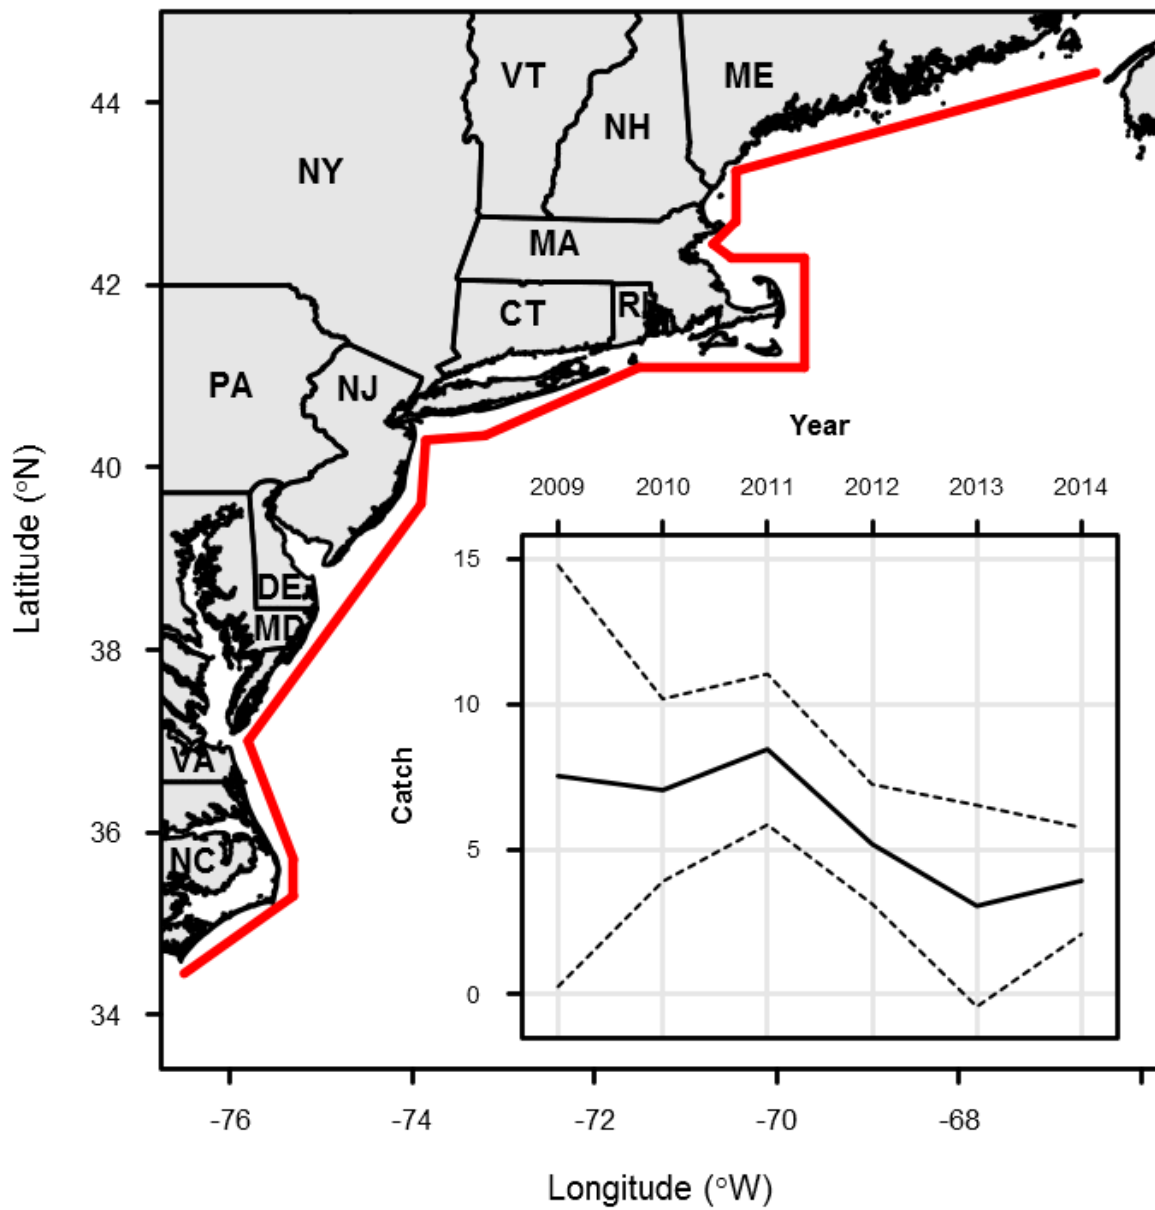 VT
ME
44
NH
NY
MA
42
CT
RI
PA
NJ
Year
40
2009 2010 2011 2012 2013 2014
Latitude (°N)
15
DE
MD
38
10
VA
Catch
36
5
NC
0
34
-76 -74 -72 -70 -68
Longitude (°W)